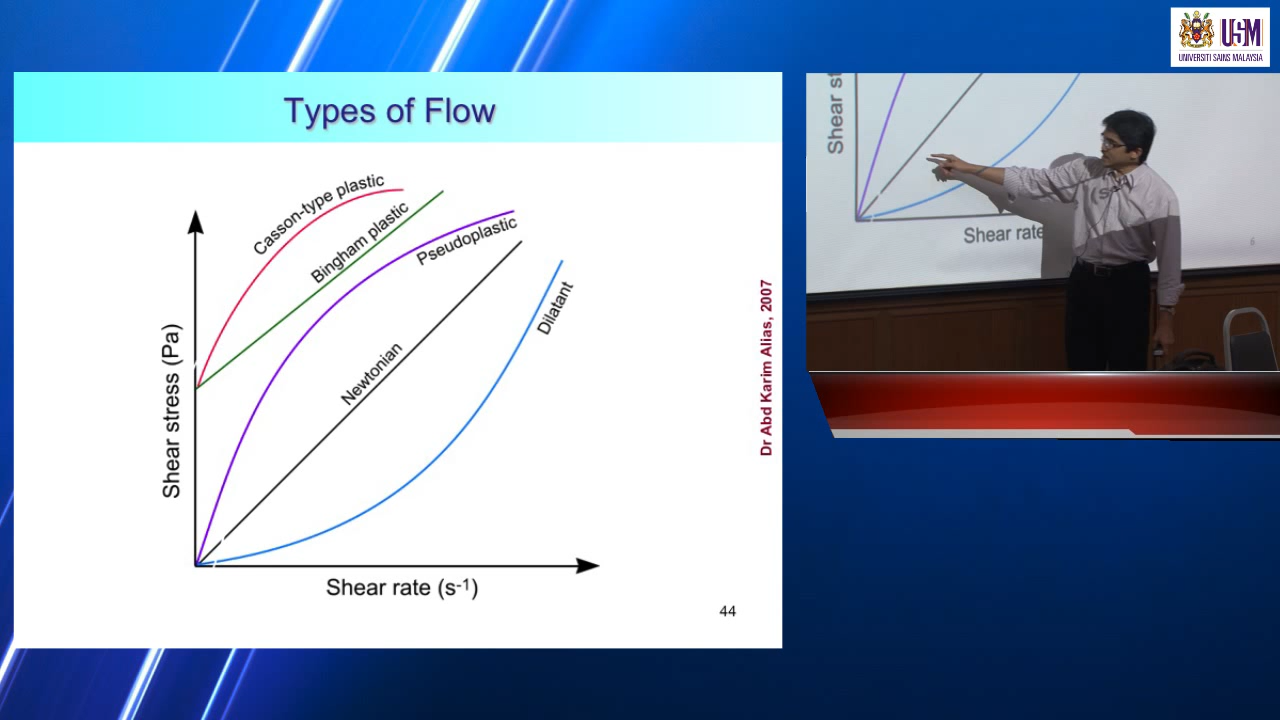 USM
UNIVERSITI SAINS MALAYSIA
Types of Flow
Casson-type plastic
Bingham plastic
Pseudoplastic
Newtonian
Dilatant
Shear stress (Pa)
Shear rate (s-1)
44
Dr Abd Karim Alias, 2007
Shear st
Shear rate
(s
6